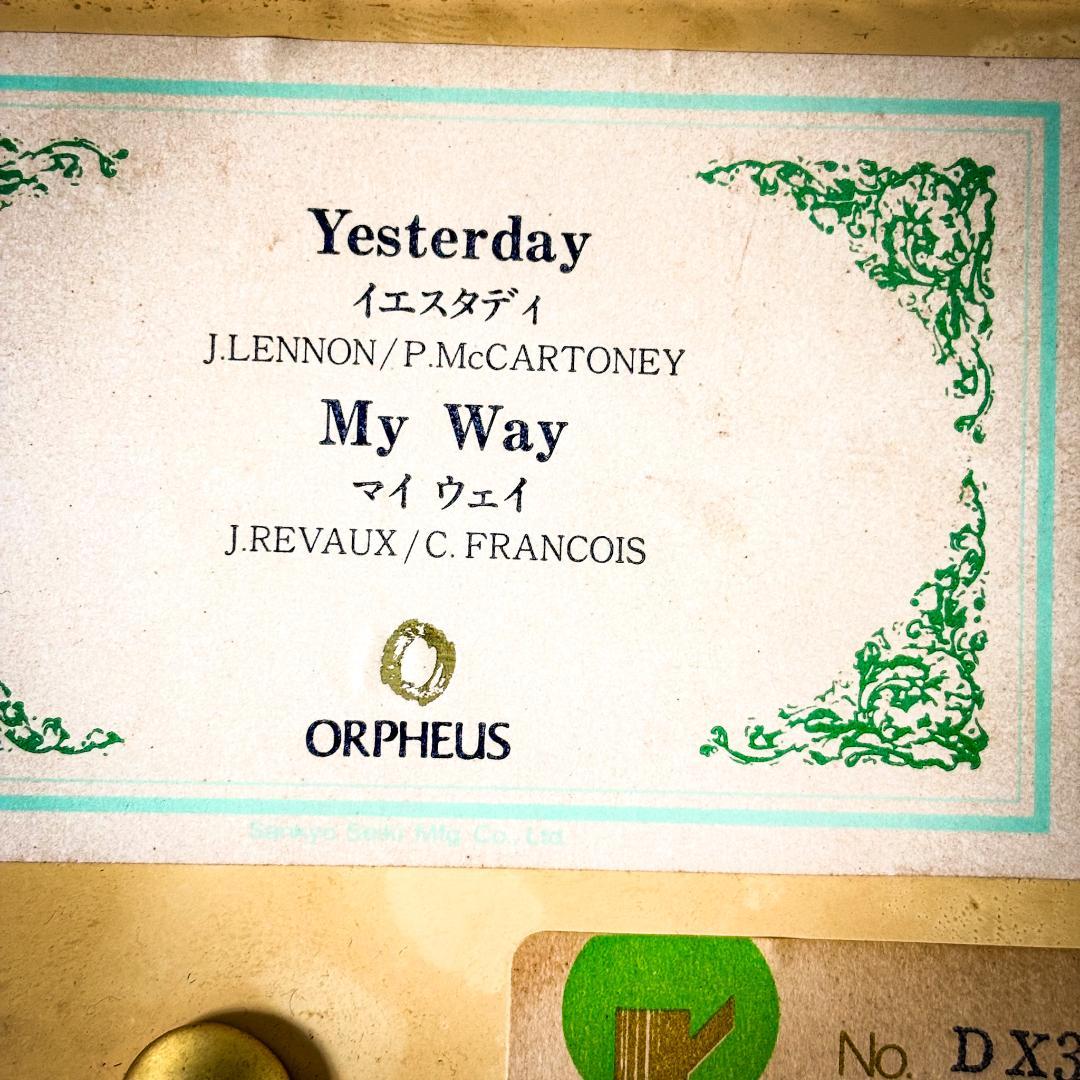 Yesterday
イエスタディ
J.LENNON/P.McCARTONEY
My Way
マイ ウェイ
J.REVAUX/C. FRANCOIS
ORPHEUS
Sankyo Seiki Mfg. Co., Ltd.
No. DX3